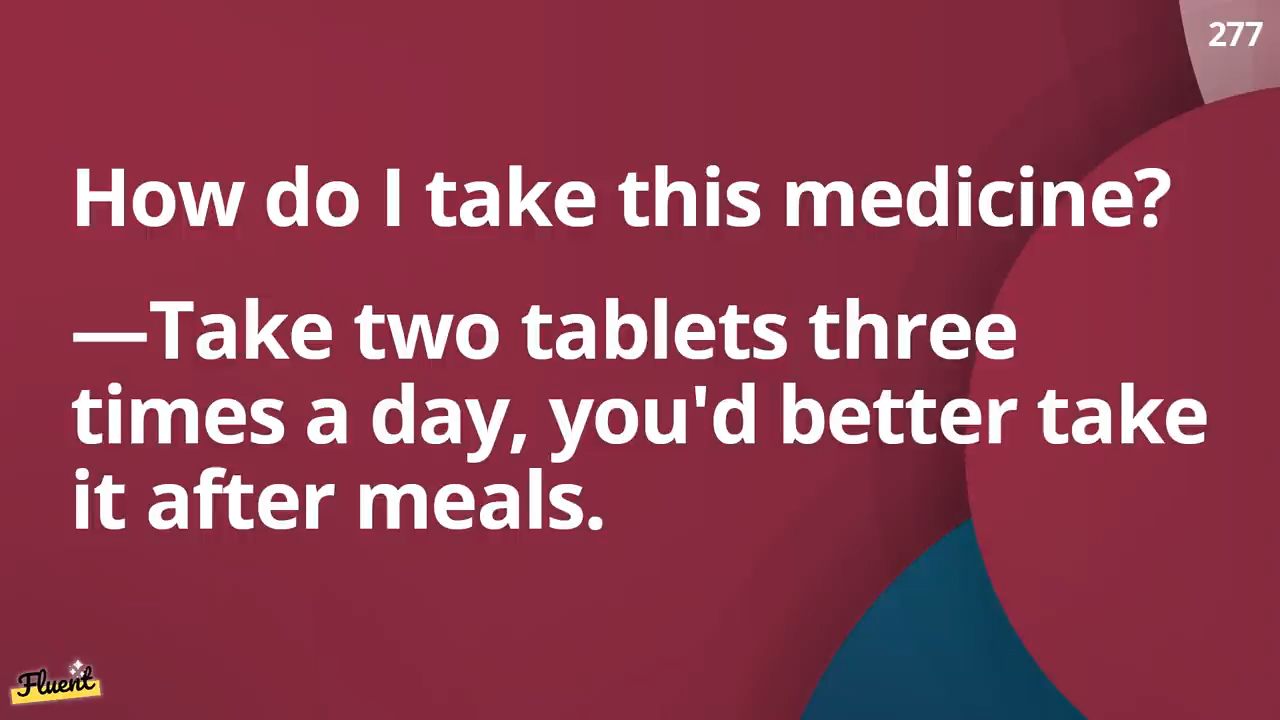 277
How do I take this medicine?
—Take two tablets three
times a day, you'd better take
it after meals.
Fluent